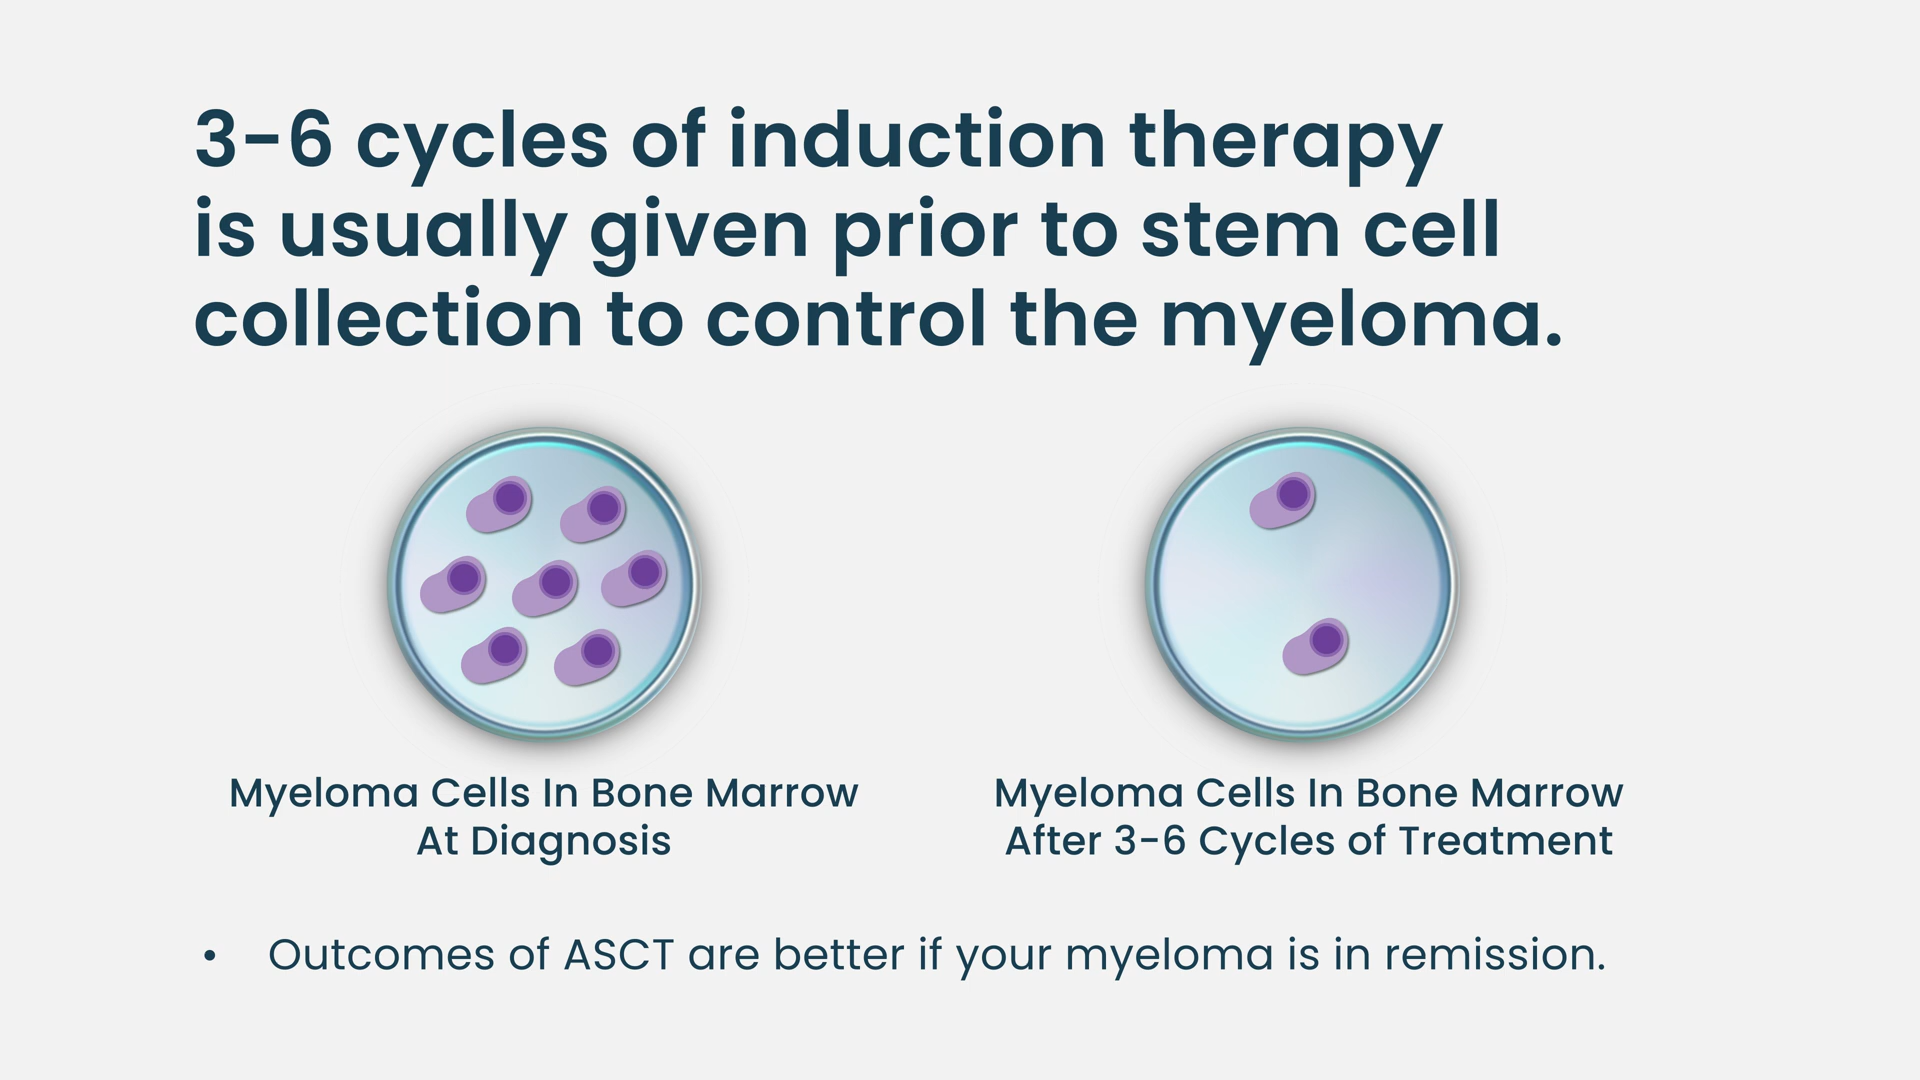 3-6 cycles of induction therapy
is usually given prior to stem cell
collection to control the myeloma.
Myeloma Cells In Bone Marrow
At Diagnosis
Myeloma Cells In Bone Marrow
After 3-6 Cycles of Treatment
• Outcomes of ASCT are better if your myeloma is in remission.